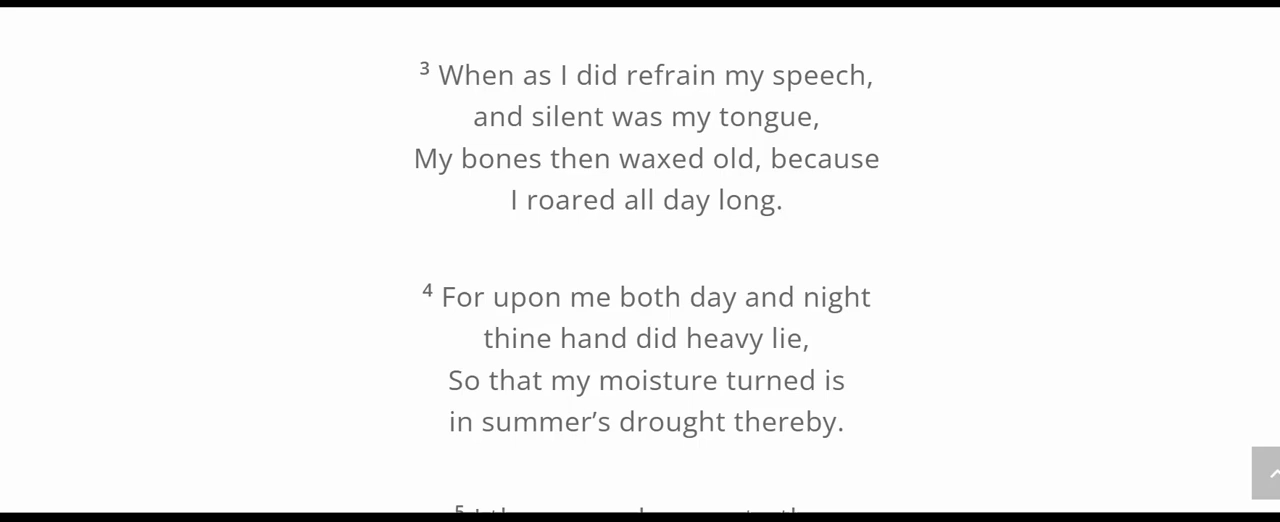 ³ When as I did refrain my speech,
and silent was my tongue,
My bones then waxed old, because
I roared all day long.
⁴ For upon me both day and night
thine hand did heavy lie,
So that my moisture turned is
in summer’s drought thereby.
⁵ I